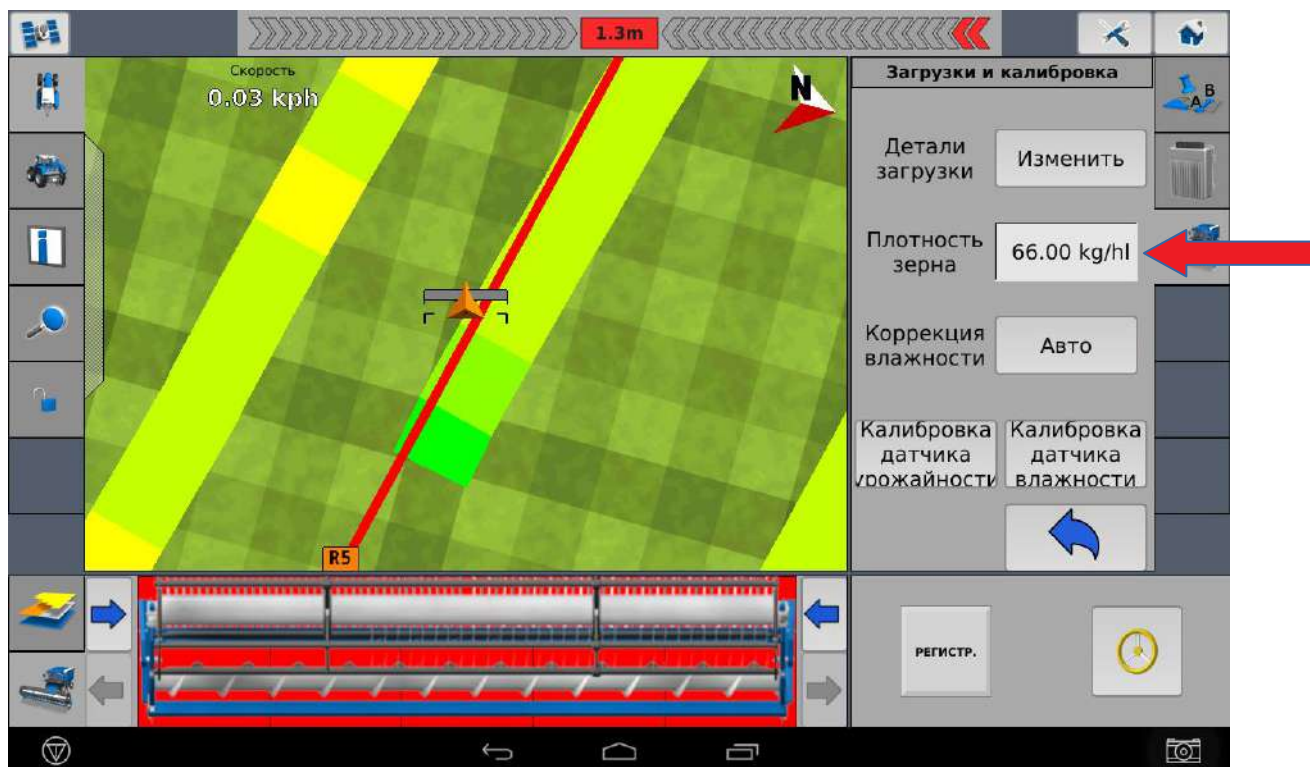 1.3m
Скорость
0.03 kph
N
R5
Загрузки и калибровка
Детали
загрузки
Изменить
Плотность
зерна
66.00 kg/hl
Коррекция
влажности
Авто
Калибровка
датчика
урожайности
Калибровка
датчика
влажности
A B
РЕГИСТР.